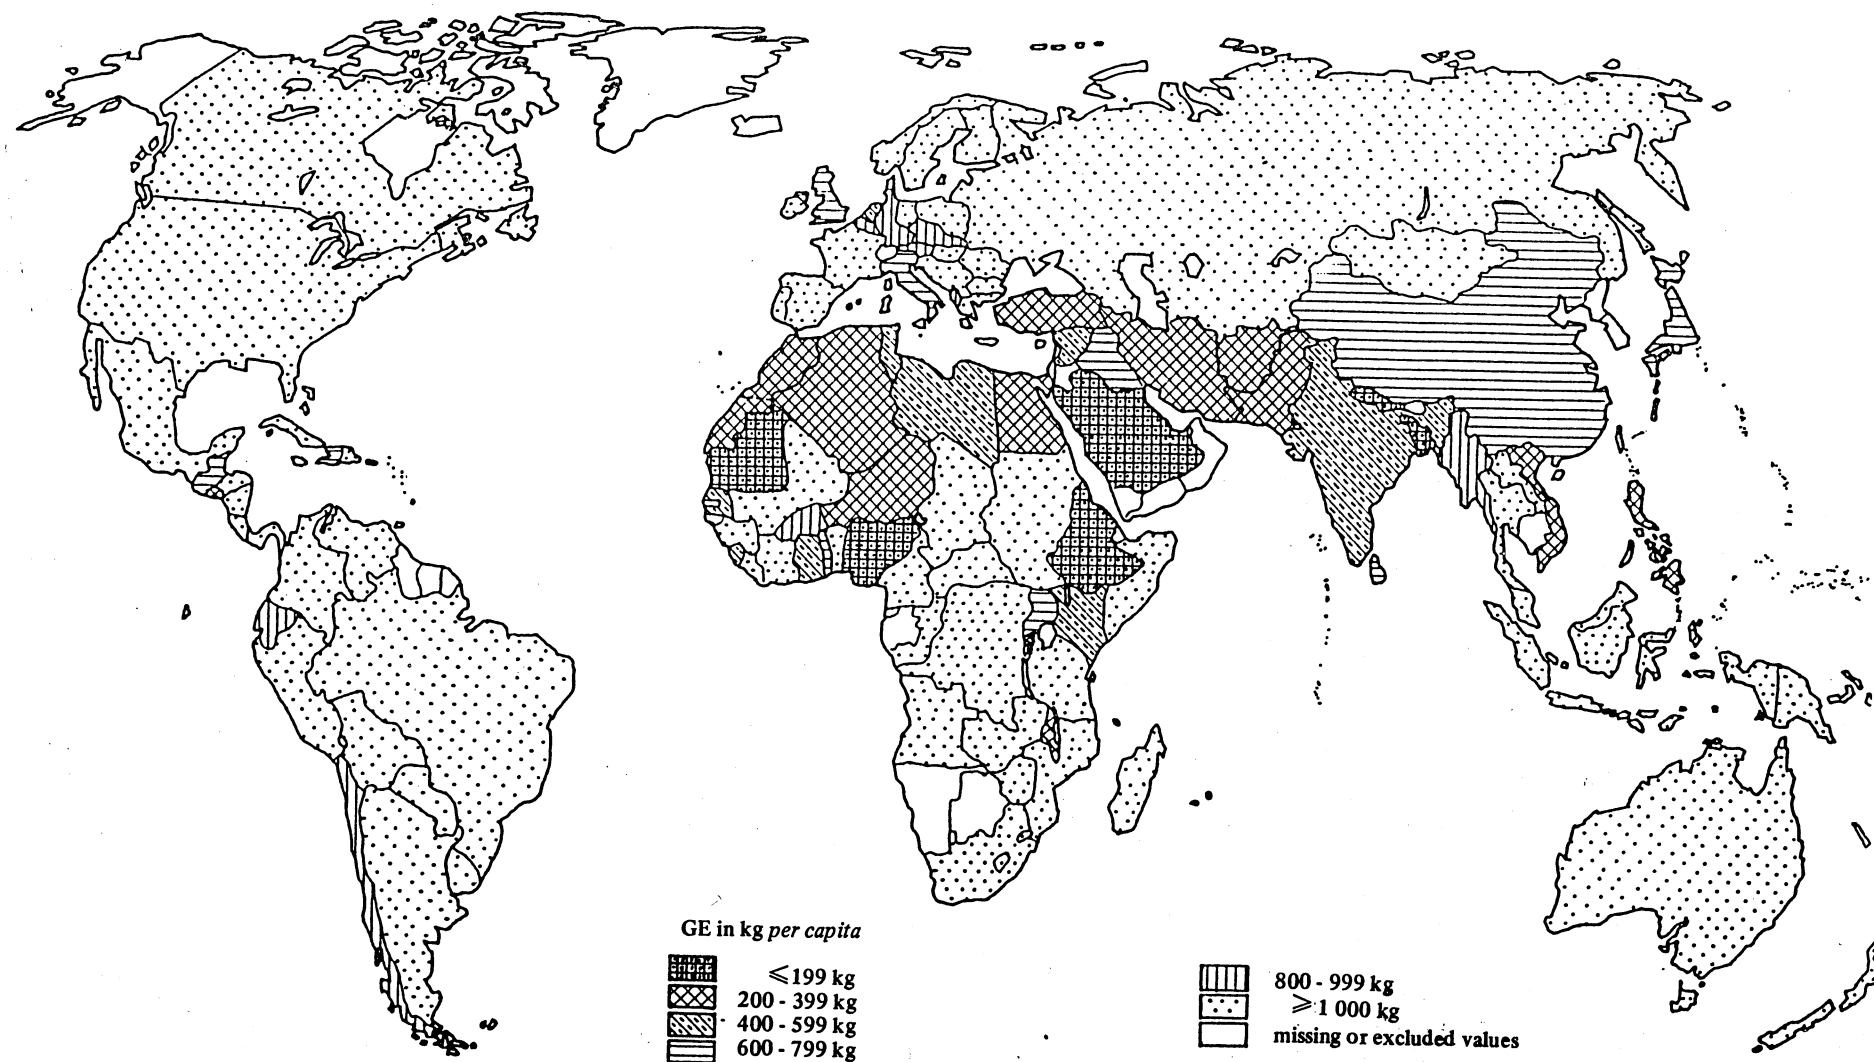 GE in kg per capita
⩽199 kg
200 - 399 kg
400 - 599 kg
600 - 799 kg
800 - 999 kg
⩾1 000 kg
missing or excluded values